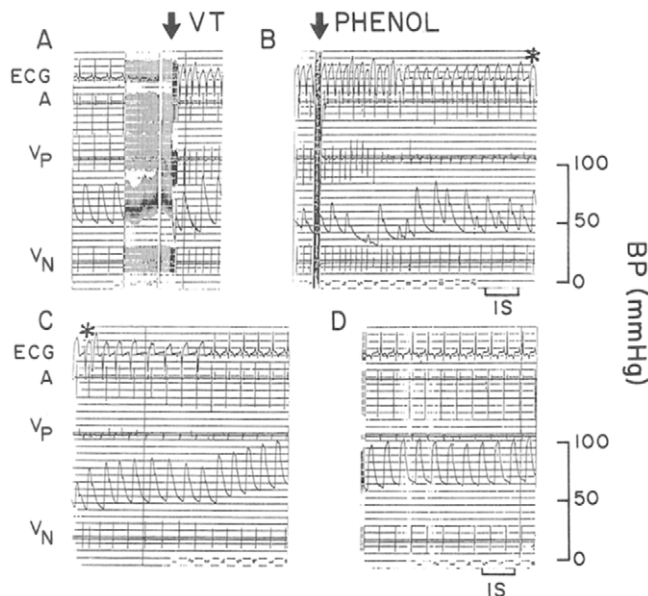 A VT B PHENOL
*
ECG
A
VP
VN
100
50
0
BP (mmHg)
1S
C D
*
ECG
A
VP
VN
100
50
0
1S